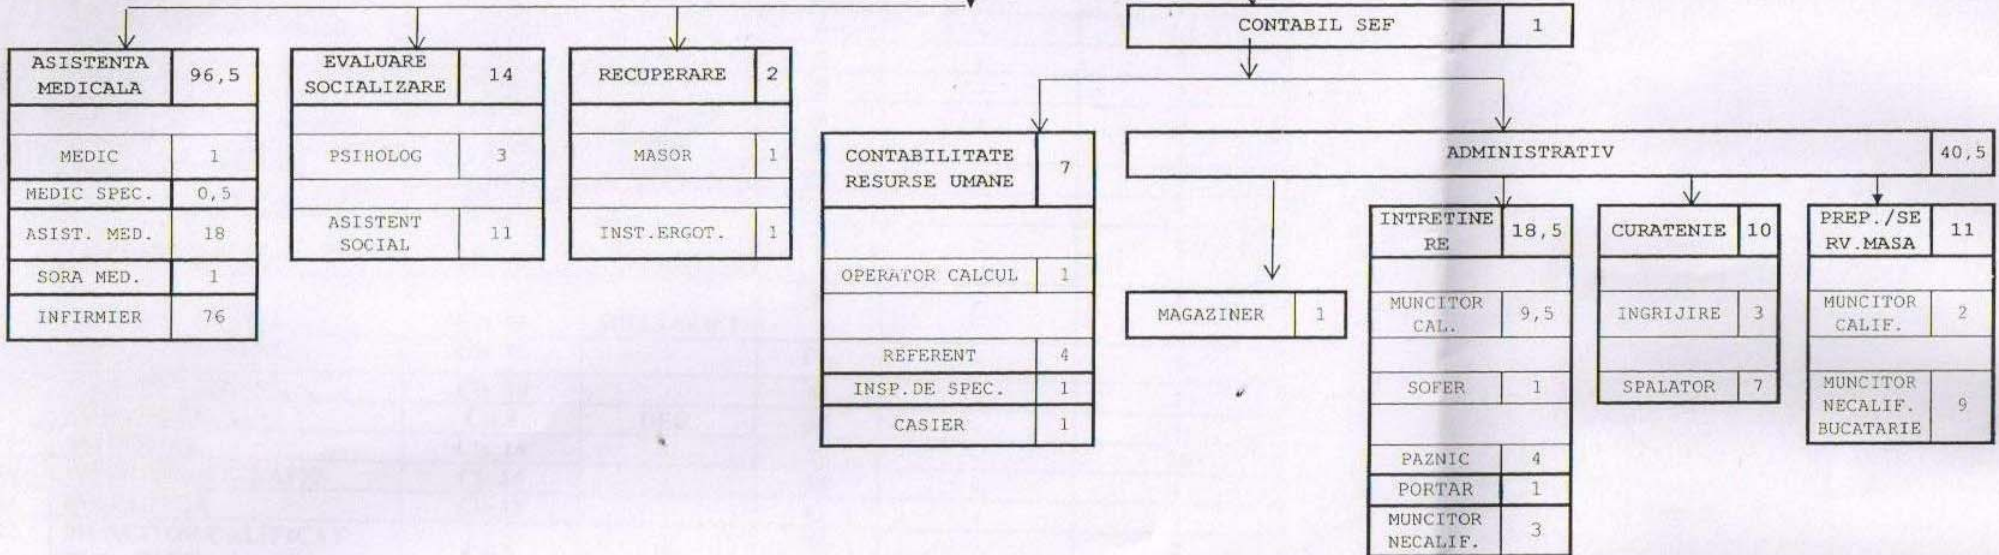 CONTABIL SEF 1
ASISTENTA
MEDICALA 96,5
MEDIC 1
MEDIC SPEC. 0,5
ASIST. MED. 18
SORA MED. 1
INFIRMIER 76
EVALUARE
SOCIALIZARE 14
PSIHOLOG 3
ASISTENT
SOCIAL 11
RECUPERARE 2
MASOR 1
INST.ERGOT. 1
CONTABILITATE
RESURSE UMANE 7
OPERATOR CALCUL 1
REFERENT 4
INSP.DE SPEC. 1
CASIER 1
ADMINISTRATIV 40,5
MAGAZINER 1
INTRETINE
RE 18,5
MUNCITOR
CAL. 9,5
SOFER 1
PAZNIC 4
PORTAR 1
MUNCITOR
NECALIF. 3
CURATENIE 10
INGRIJIRE 3
SPALATOR 7
PREP./SE
RV.MASA 11
MUNCITOR
CALIF. 2
MUNCITOR
NECALIF.
BUCATARIE 9